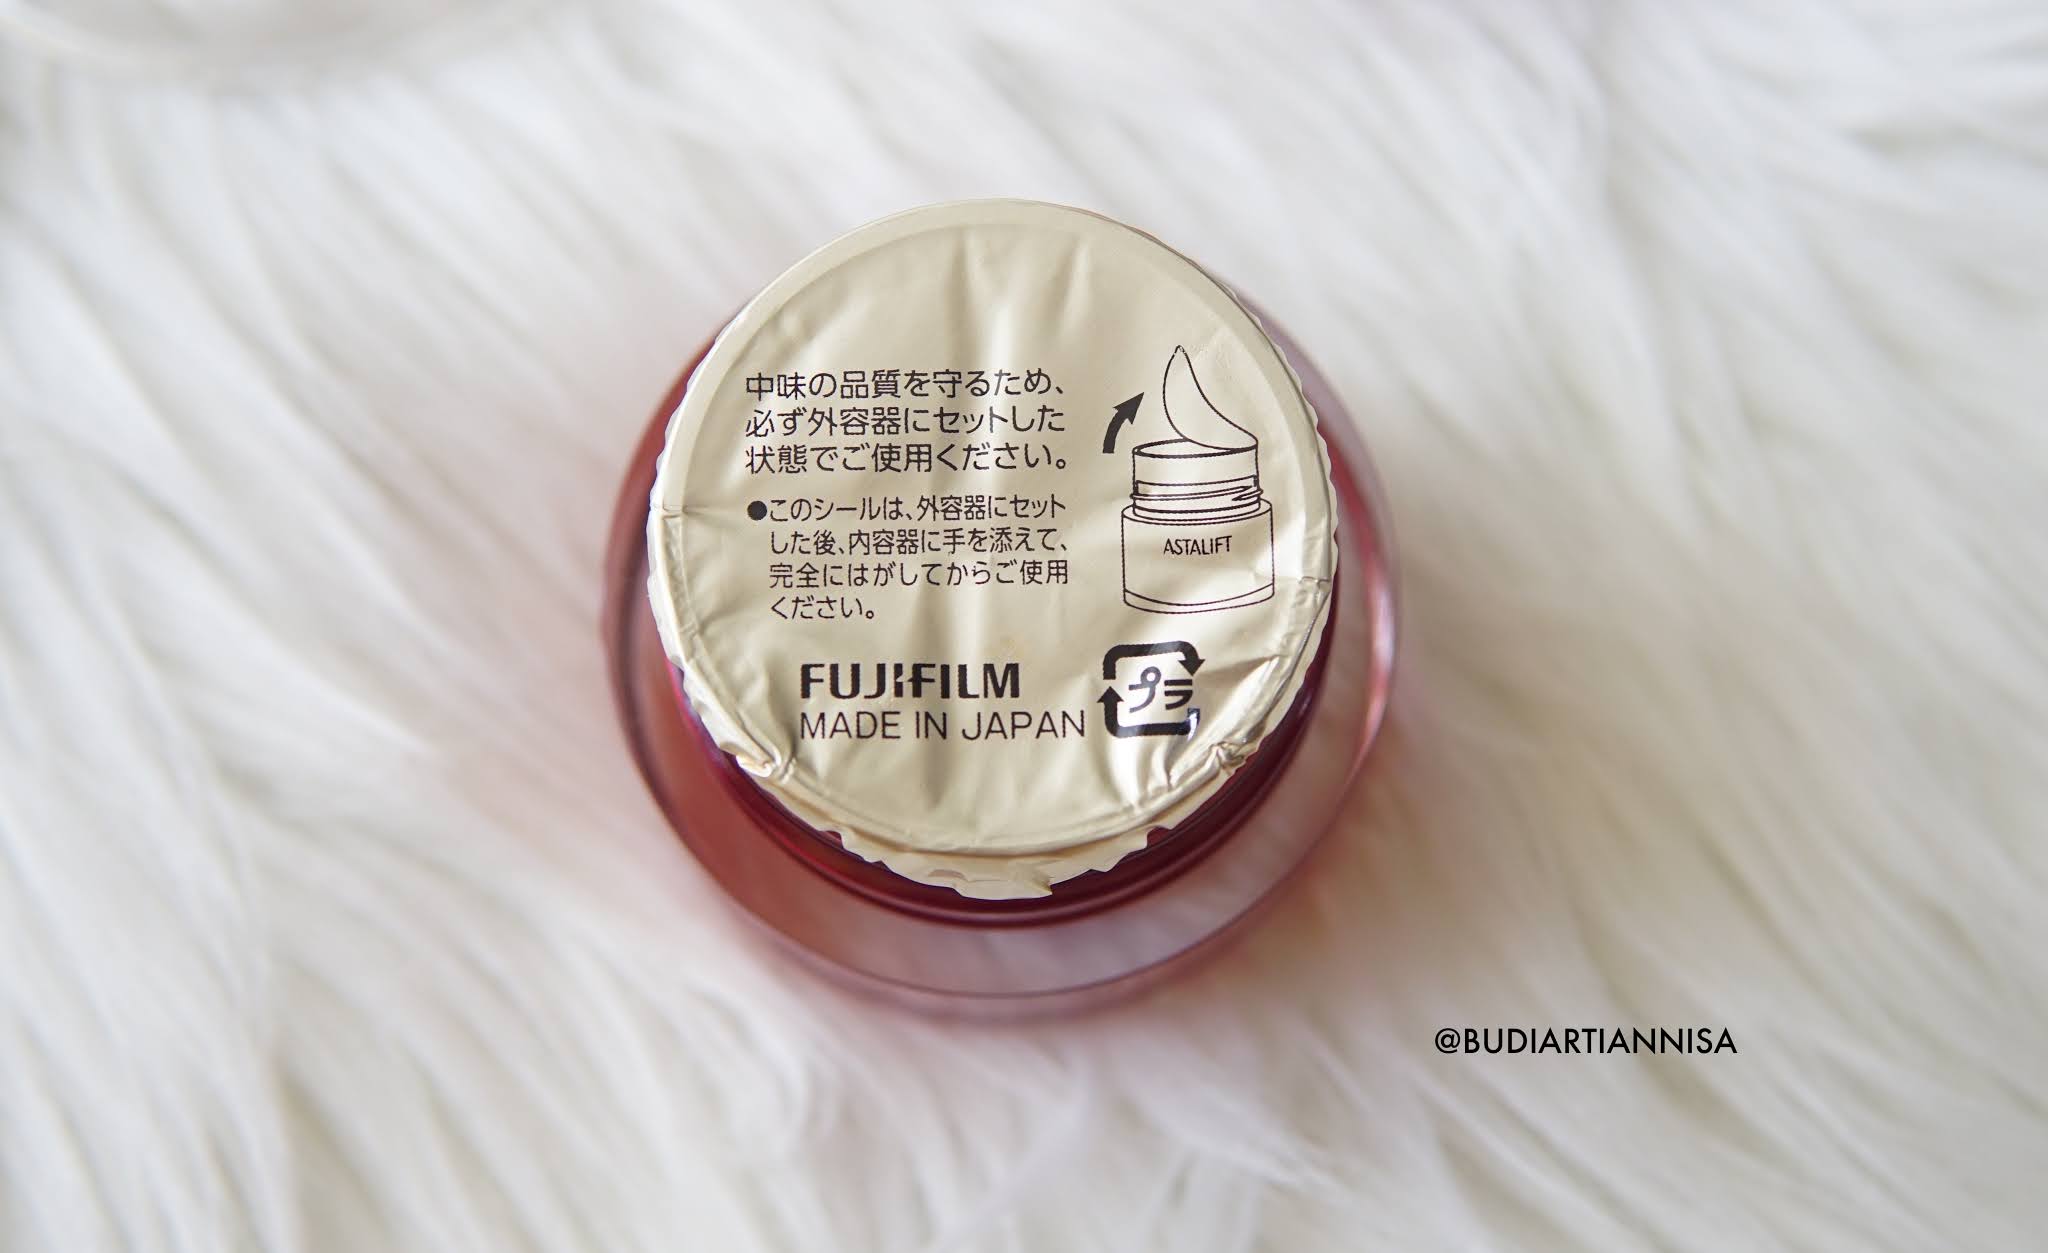 中味の品質を守るため、
必ず外容器にセットした
状態でご使用ください。
●このシールは、外容器にセット
した後、内容器に手を添えて、
完全にはがしてからご使用
ください。
ASTALIFT
FUJIFILM
MADE IN JAPAN
プラ
@BUDIARTIANNISA